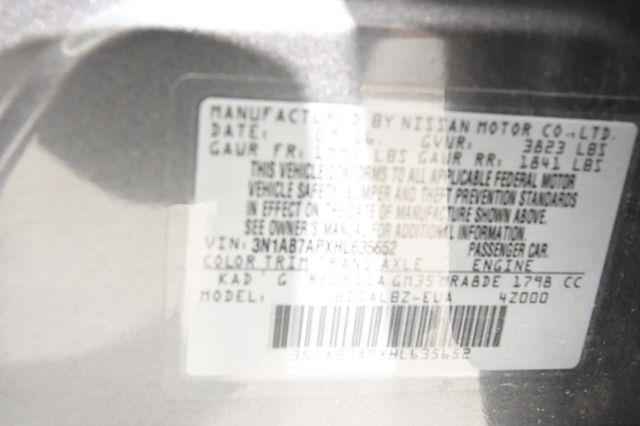 MANUFACTURED BY NISSAN MOTOR CO.,LTD.
DATE: GVWR: 3823 LBS
GAWR FR: LBS GAWR RR: 1841 LBS
THIS VEHICLE CONFORMS TO ALL APPLICABLE FEDERAL MOTOR
VEHICLE SAFETY, BUMPER AND THEFT PREVENTION STANDARDS
IN EFFECT ON THE DATE OF MANUFACTURE SHOWN ABOVE.
SEE OWNER'S MANUAL FOR ADDITIONAL INFORMATION.
VIN: 3N1AB7APXHL635652 PASSENGER CAR.
COLOR TRIM TRANS AXLE ENGINE
KAD G GM35 MRA8DE 1798 CC
MODEL: 42000
3N1AB7APXHL635652